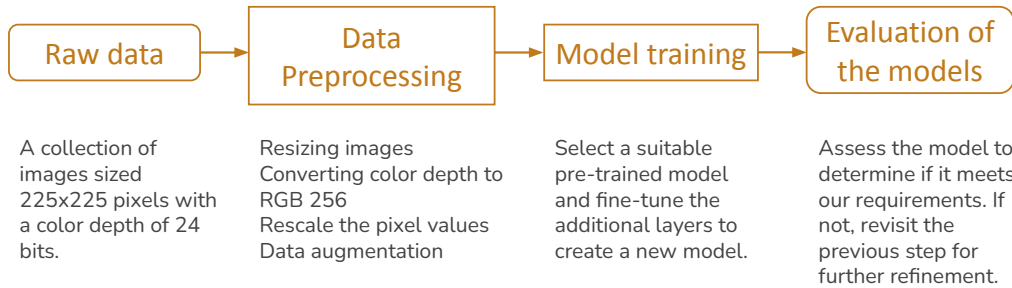 Raw data
Data
Preprocessing
Model training
Evaluation of
the models
A collection of
images sized
225x225 pixels with
a color depth of 24
bits.
Resizing images
Converting color depth to
RGB 256
Rescale the pixel values
Data augmentation
Select a suitable
pre-trained model
and fine-tune the
additional layers to
create a new model.
Assess the model to
determine if it meets
our requirements. If
not, revisit the
previous step for
further refinement.